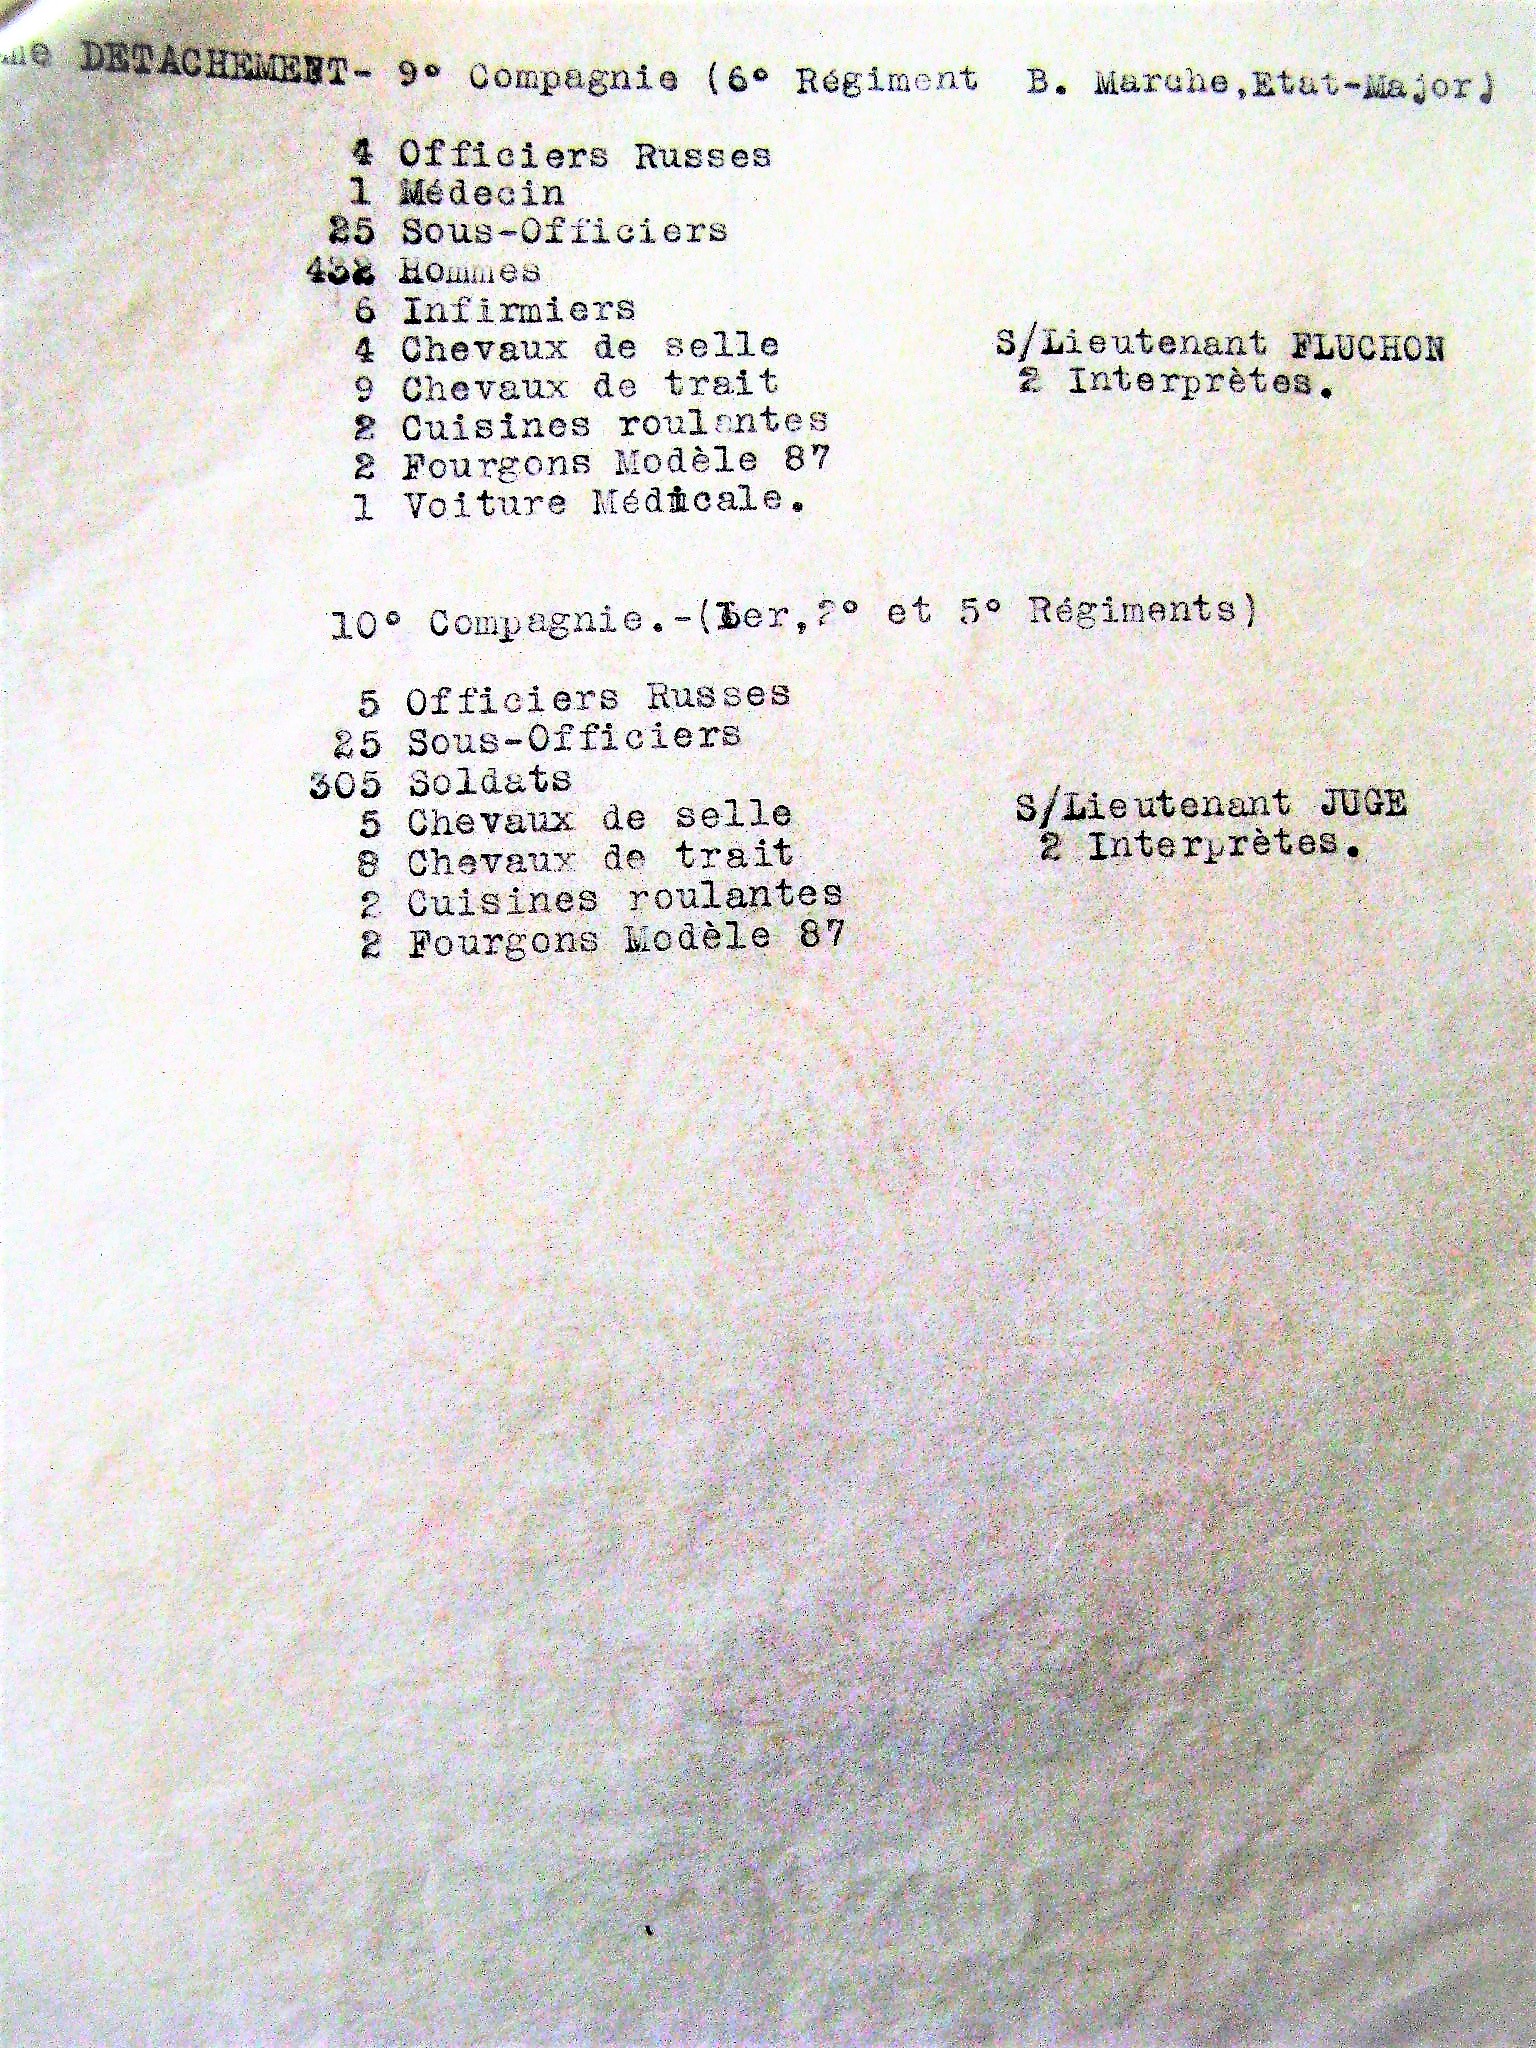 me DETACHEMENT- 9° Compagnie (6° Régiment B. Marche,Etat-Major)
4 Officiers Russes
1 Médecin
25 Sous-Officiers
432 Hommes
6 Infirmiers
4 Chevaux de selle S/Lieutenant FLUCHON
9 Chevaux de trait 2 Interprètes.
2 Cuisines roulantes
2 Fourgons Modèle 87
1 Voiture Médicale.
10° Compagnie.-(1er,2° et 5° Régiments)
5 Officiers Russes
25 Sous-Officiers
305 Soldats
5 Chevaux de selle S/Lieutenant JUGE
8 Chevaux de trait 2 Interprètes.
2 Cuisines roulantes
2 Fourgons Modèle 87